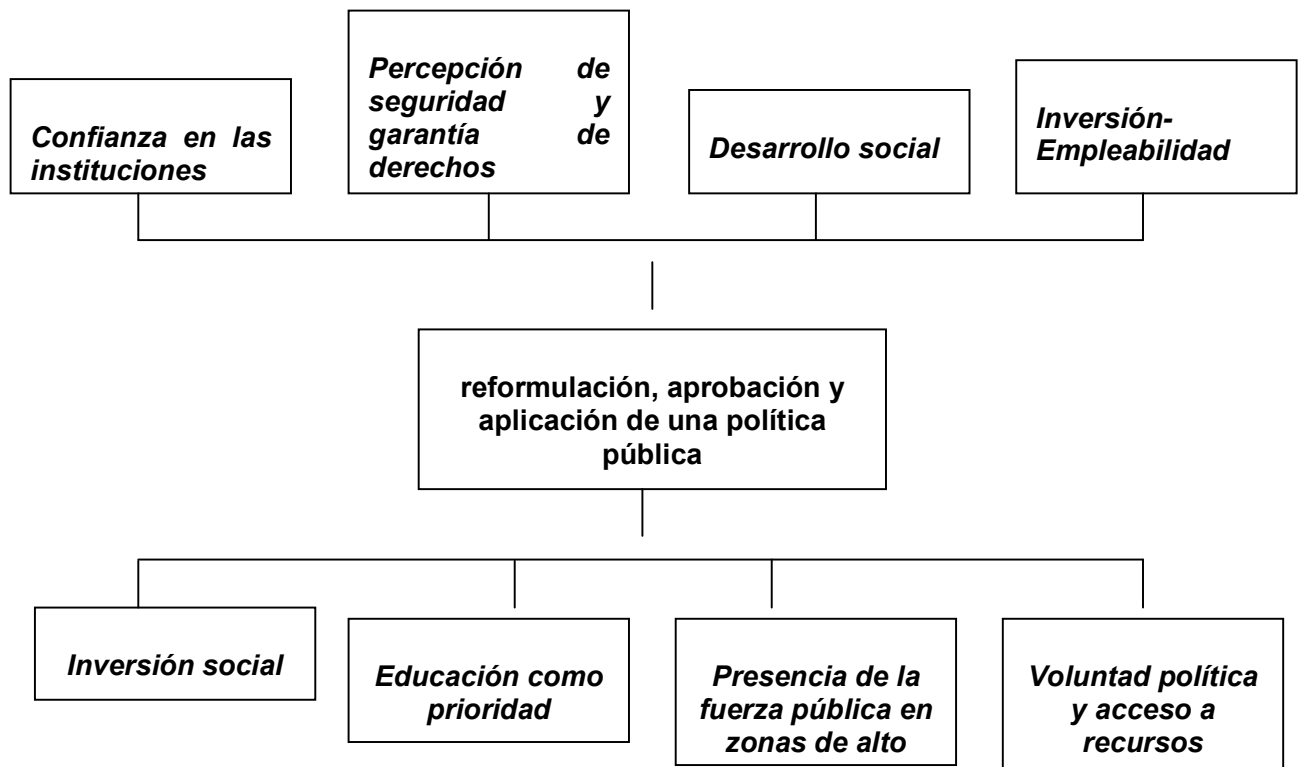 Confianza en las
instituciones
Percepción de
seguridad y
garantía de
derechos
Desarrollo social
Inversión-
Empleabilidad
reformulación, aprobación y
aplicación de una política
pública
Inversión social
Educación como
prioridad
Presencia de la
fuerza pública en
zonas de alto
Voluntad política
y acceso a
recursos